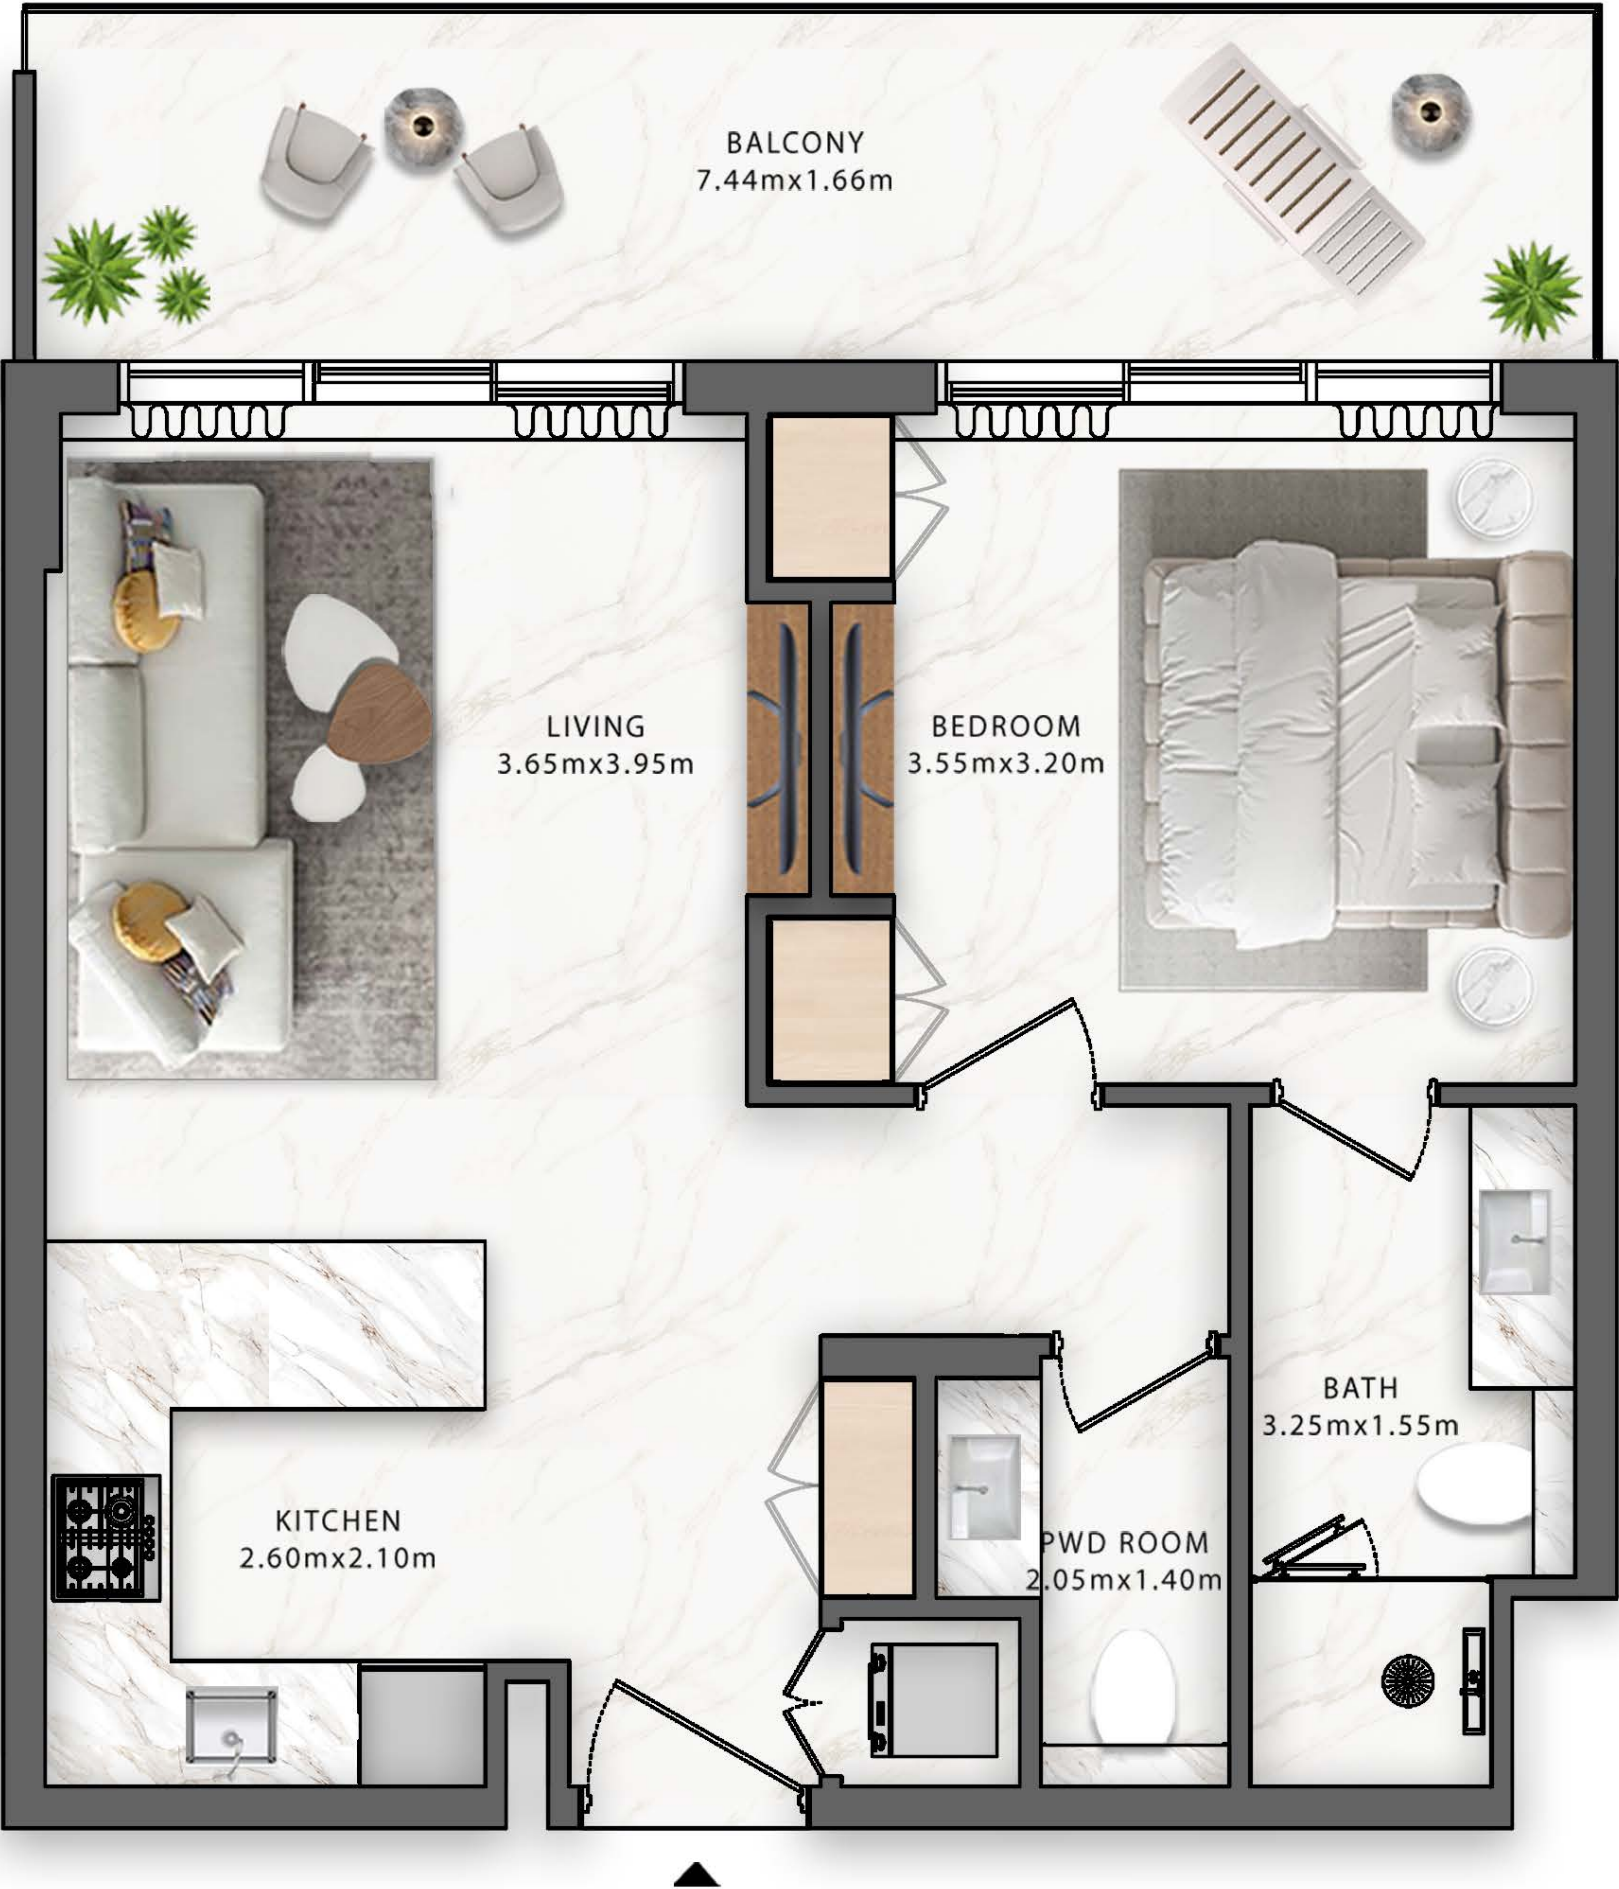 BALCONY
7.44mx1.66m
LIVING
3.65mx3.95m
BEDROOM
3.55mx3.20m
BATH
3.25mx1.55m
KITCHEN
2.60mx2.10m
PWD ROOM
2.05mx1.40m